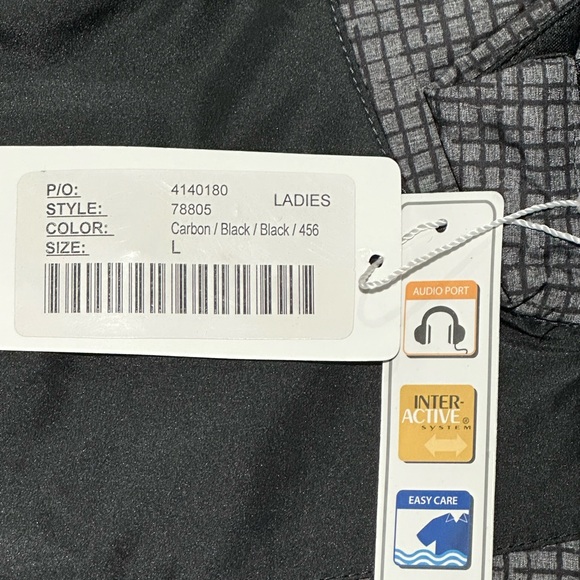 P/O: 4140180 LADIES
STYLE: 78805
COLOR: Carbon / Black / Black / 456
SIZE: L
AUDIO PORT
INTER-
ACTIVE®
SYSTEM
EASY CARE